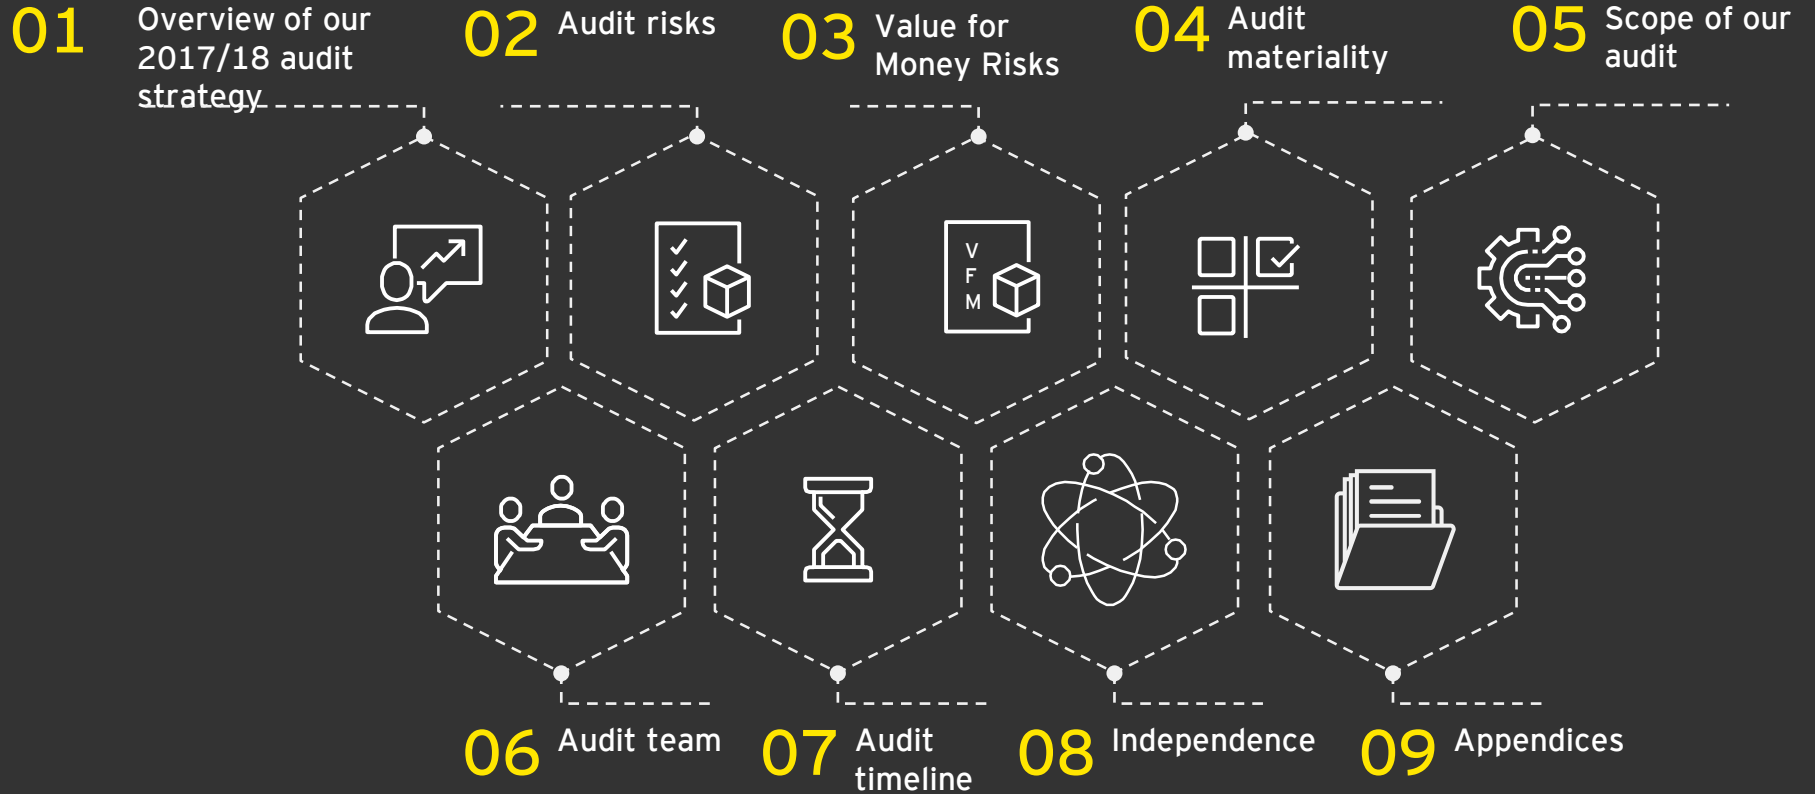 01 Overview of our
2017/18 audit
strategy
02 Audit risks
03 Value for
Money Risks
04 Audit
materiality
05 Scope of our
audit
V
F
M
06 Audit team
07 Audit
timeline
08 Independence
09 Appendices